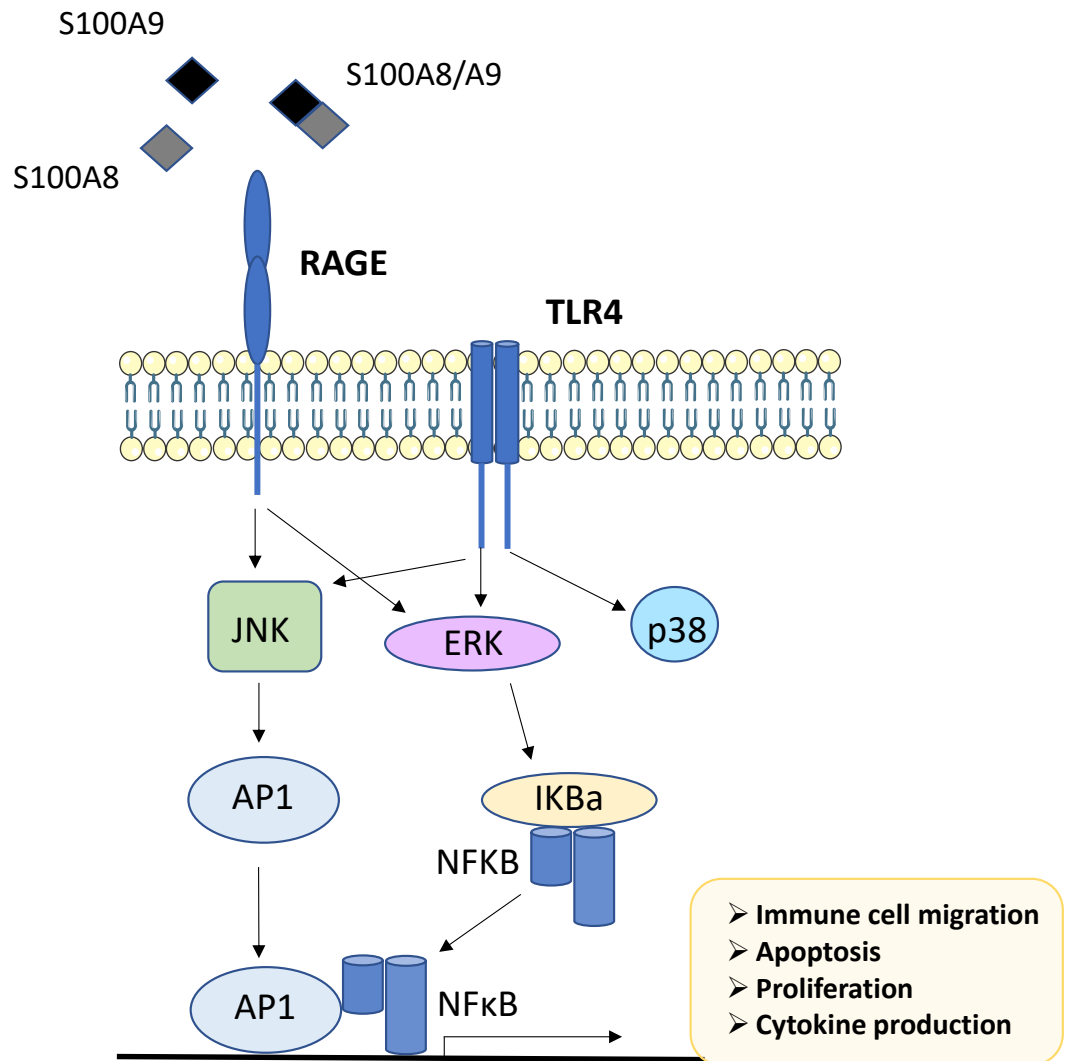 S100A9
S100A8/A9
S100A8
RAGE
TLR4
JNK
ERK
p38
AP1
IKBa
NFKB
AP1
NFκB
➢ Immune cell migration
➢ Apoptosis
➢ Proliferation
➢ Cytokine production